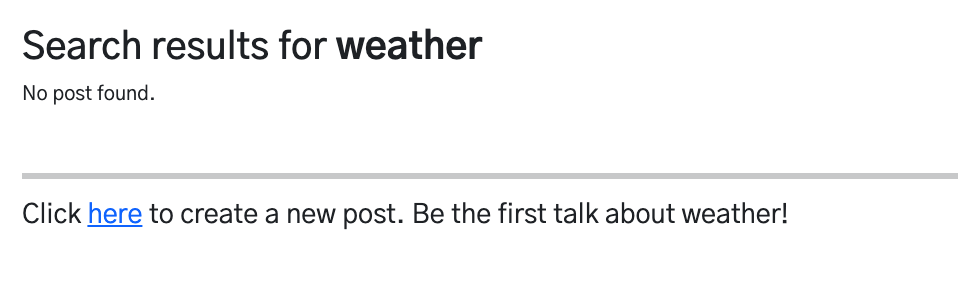 Search results for weather
No post found.
Click here to create a new post. Be the first talk about weather!